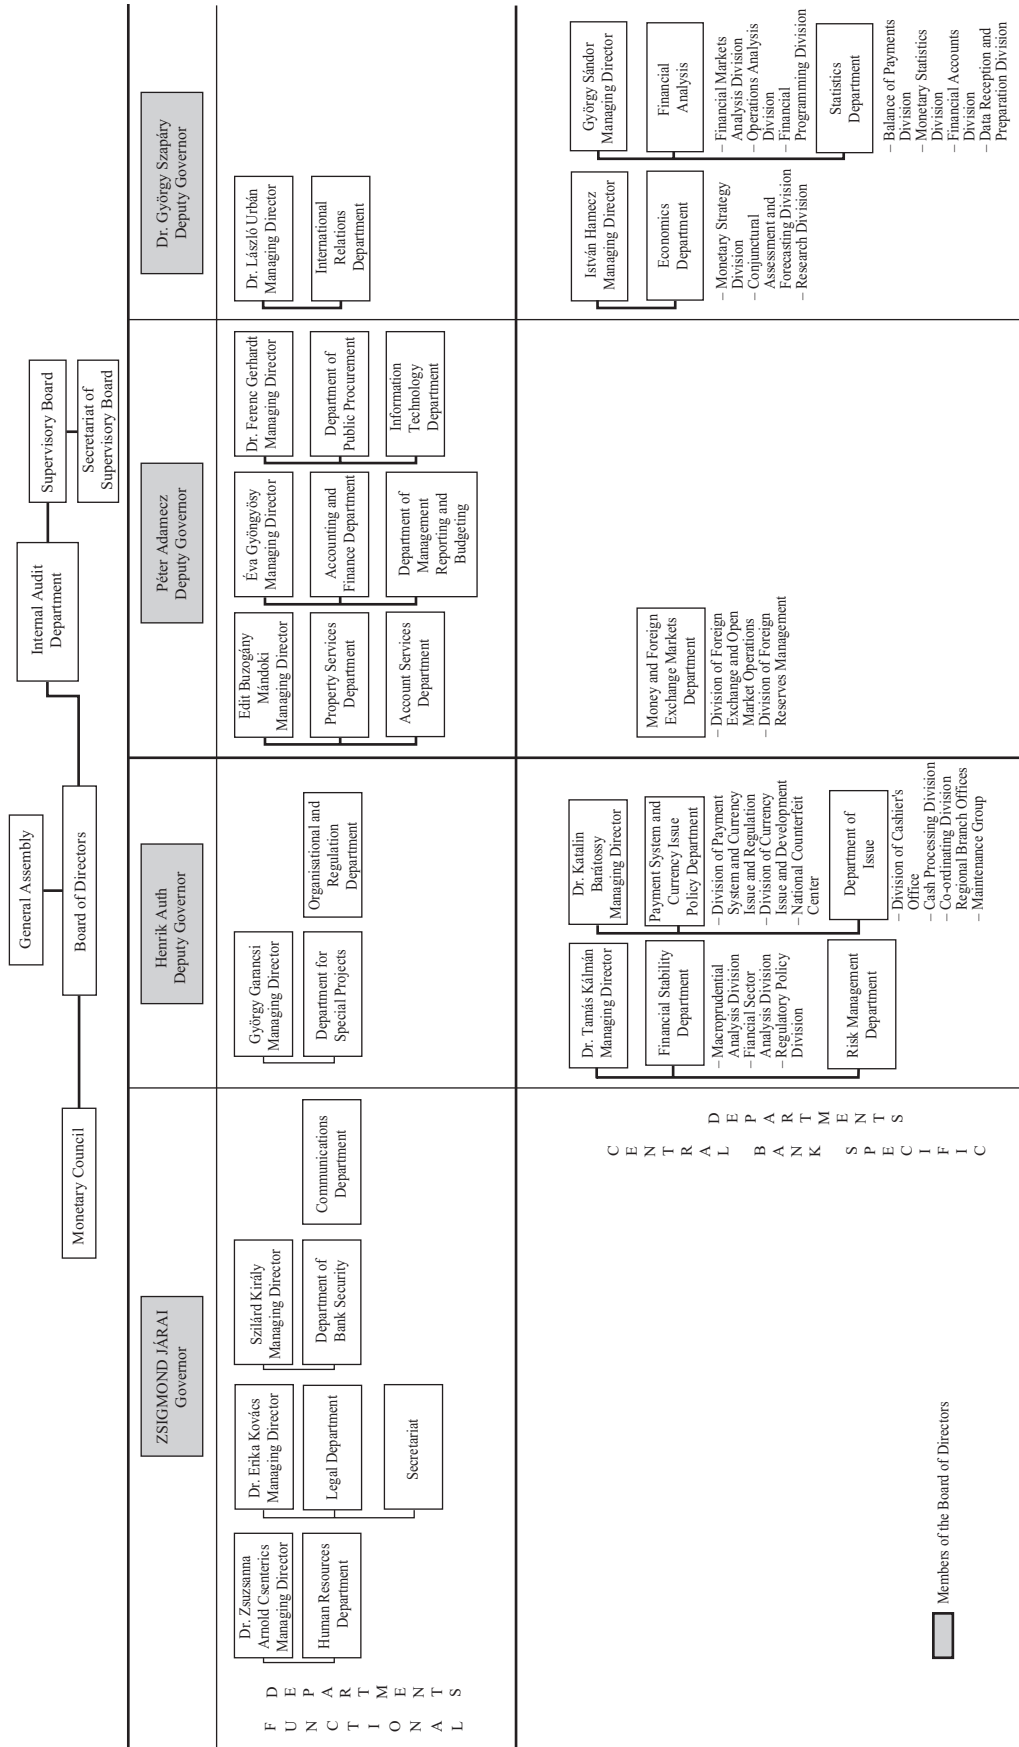 General Assembly
Board of Directors
Monetary Council
Internal Audit
Department
Supervisory Board
Secretariat of
Supervisory Board
ZSIGMOND JÁRAI
Governor
Henrik Auth
Deputy Governor
Péter Adamecz
Deputy Governor
Dr. György Szapáry
Deputy Governor
F U N C T I O N A L
D E P A R T M E N T S
Dr. Zsuzsanna
Arnold Csenterics
Managing Director
Human Resources
Department
Dr. Erika Kovács
Managing Director
Legal Department
Secretariat
Szilárd Király
Managing Director
Department of
Bank Security
Communications
Department
György Garancsi
Managing Director
Department for
Special Projects
Organisational and
Regulation
Department
Edit Buzogány
Mándoki
Managing Director
Property Services
Department
Account Services
Department
Éva Gyöngyösy
Managing Director
Accounting and
Finance Department
Department of
Management
Reporting and
Budgeting
Dr. Ferenc Gerhardt
Managing Director
Department of
Public Procurement
Information
Technology
Department
Dr. László Urbán
Managing Director
International
Relations
Department
C E N T R A L B A N K S P E C I F I C
D E P A R T M E N T S
Dr. Tamás Kálmán
Managing Director
Financial Stability
Department
– Macroprudential
Analysis Division
– Fiancial Sector
Analysis Division
– Regulatory Policy
Division
Risk Management
Department
Dr. Katalin
Barátossy
Managing Director
Payment System and
Currency Issue
Policy Department
– Division of Payment
System and Currency
Issue and Regulation
– Division of Currency
Issue and Development
– National Counterfeit
Center
Department of
Issue
– Division of Cashier's
Office
– Cash Processing Division
– Co-ordinating Division
Regional Branch Offices
– Maintenance Group
Money and Foreign
Exchange Markets
Department
– Division of Foreign
Exchange and Open
Market Operations
– Division of Foreign
Reserves Management
István Hamecz
Managing Director
Economics
Department
– Monetary Strategy
Division
– Conjunctural
Assessment and
Forecasting Division
– Research Division
György Sándor
Managing Director
Financial
Analysis
– Financial Markets
Analysis Division
– Operations Analysis
Division
– Financial
Programming Division
Statistics
Department
– Balance of Payments
Division
– Monetary Statistics
Division
– Financial Accounts
Division
– Data Reception and
Preparation Division
Members of the Board of Directors